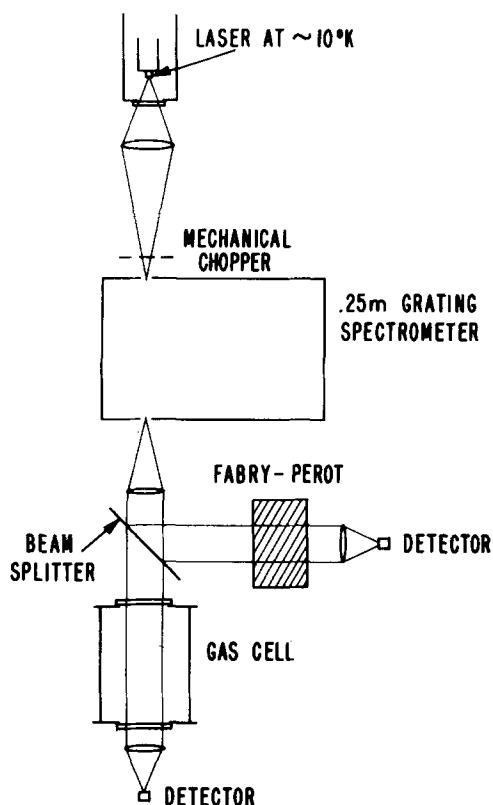 LASER AT ~10°K
MECHANICAL
CHOPPER
.25m GRATING
SPECTROMETER
FABRY-PEROT
BEAM
SPLITTER
DETECTOR
GAS CELL
DETECTOR